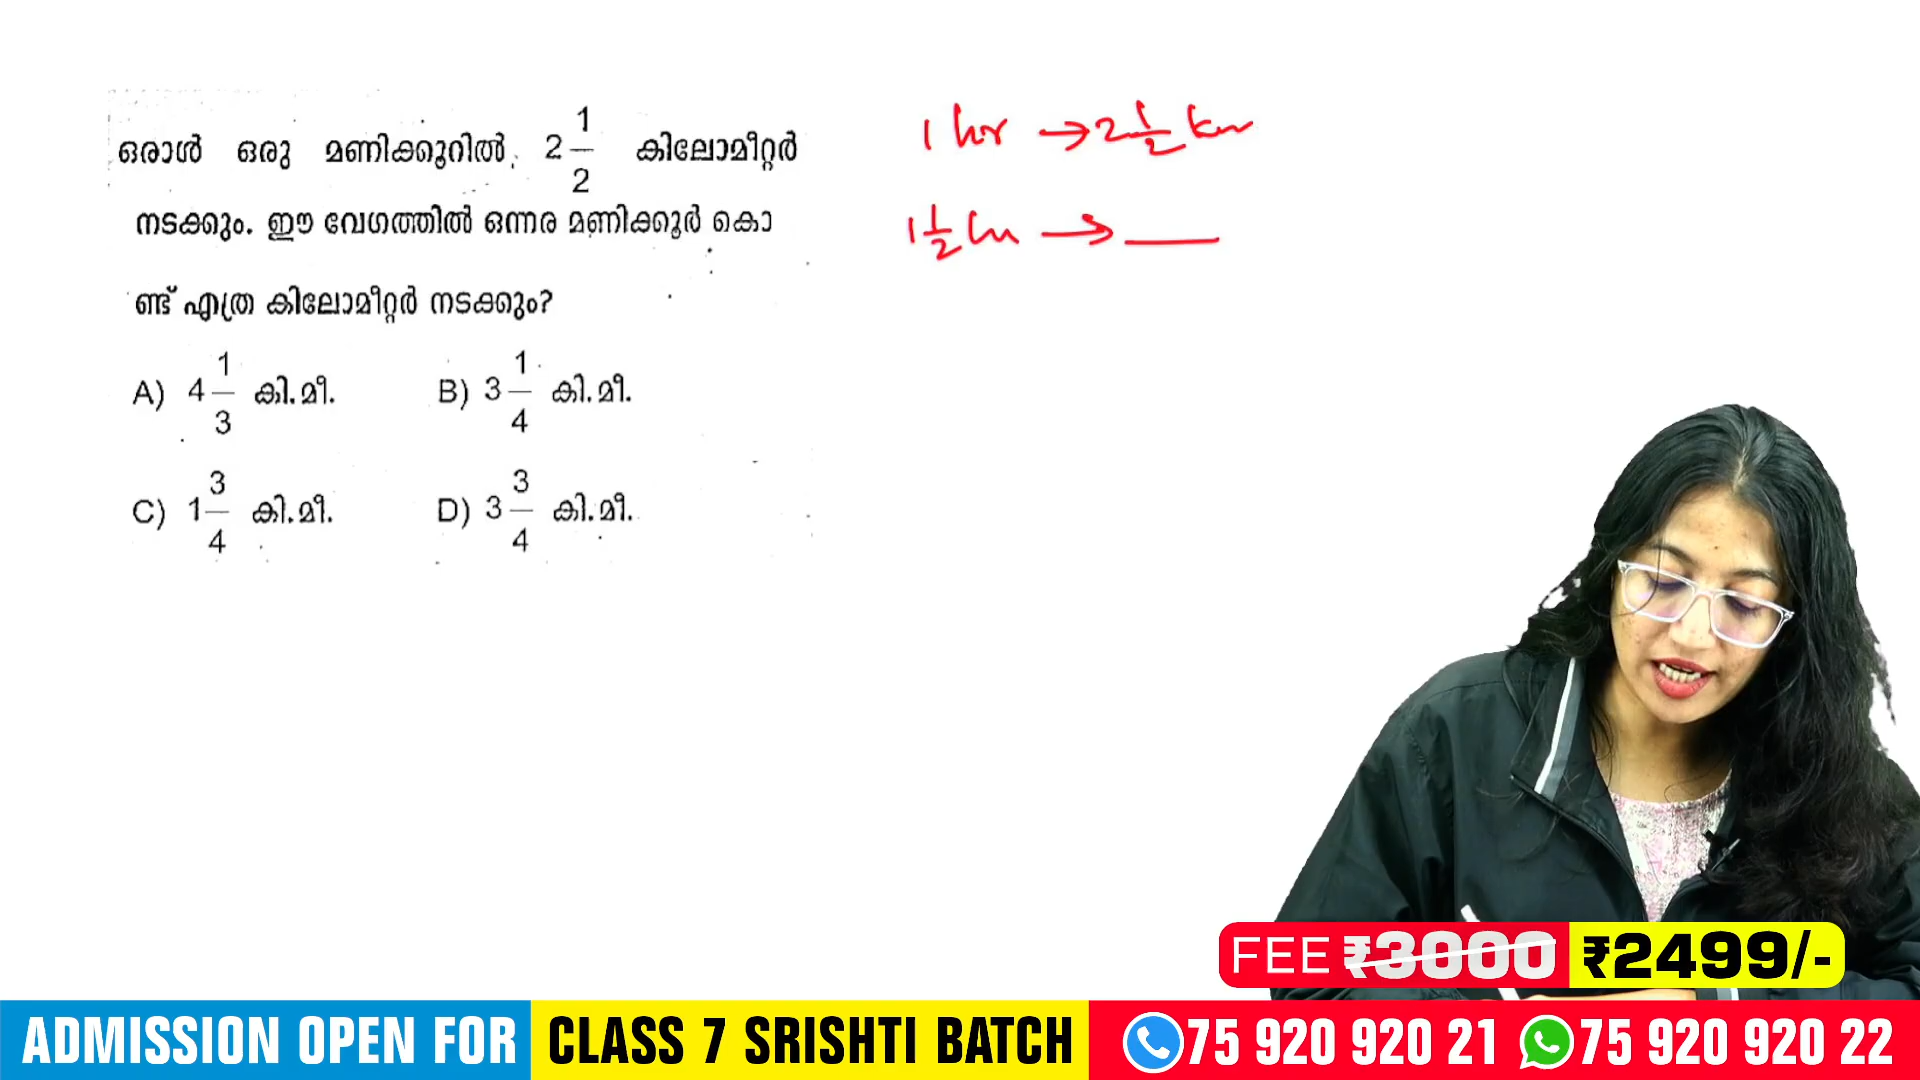 ഒരാൾ ഒരു മണിക്കൂറിൽ, 2 1/2 കിലോമീറ്റർ
നടക്കും. ഈ വേഗത്തിൽ ഒന്നര മണിക്കൂർ കൊ
ണ്ട് എത്ര കിലോമീറ്റർ നടക്കും?
A) 4 1/3 കി.മീ. B) 3 1/4 കി.മീ.
C) 1 3/4 കി.മീ. D) 3 3/4 കി.മീ.
1 hr → 2 1/2 km
1 1/2 hr → ___
FEE ₹3000 ₹2499/-
ADMISSION OPEN FOR CLASS 7 SRISHTI BATCH 75 920 920 21 75 920 920 22